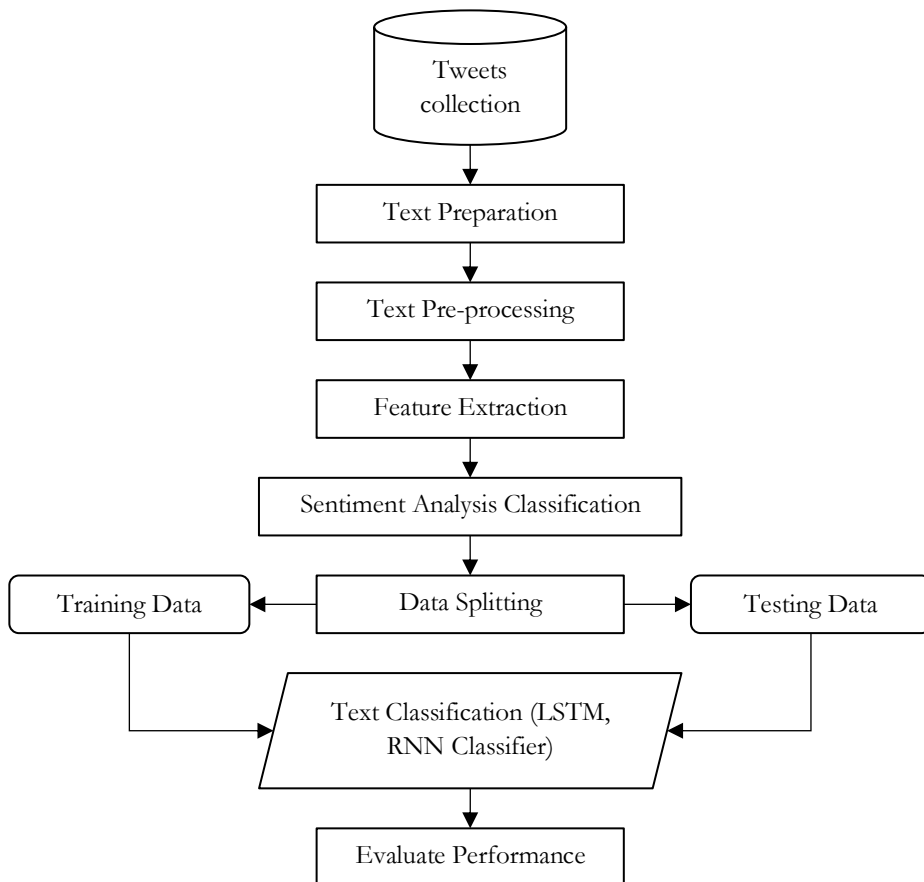 Tweets
collection
Text Preparation
Text Pre-processing
Feature Extraction
Sentiment Analysis Classification
Training Data
Data Splitting
Testing Data
Text Classification (LSTM,
RNN Classifier)
Evaluate Performance